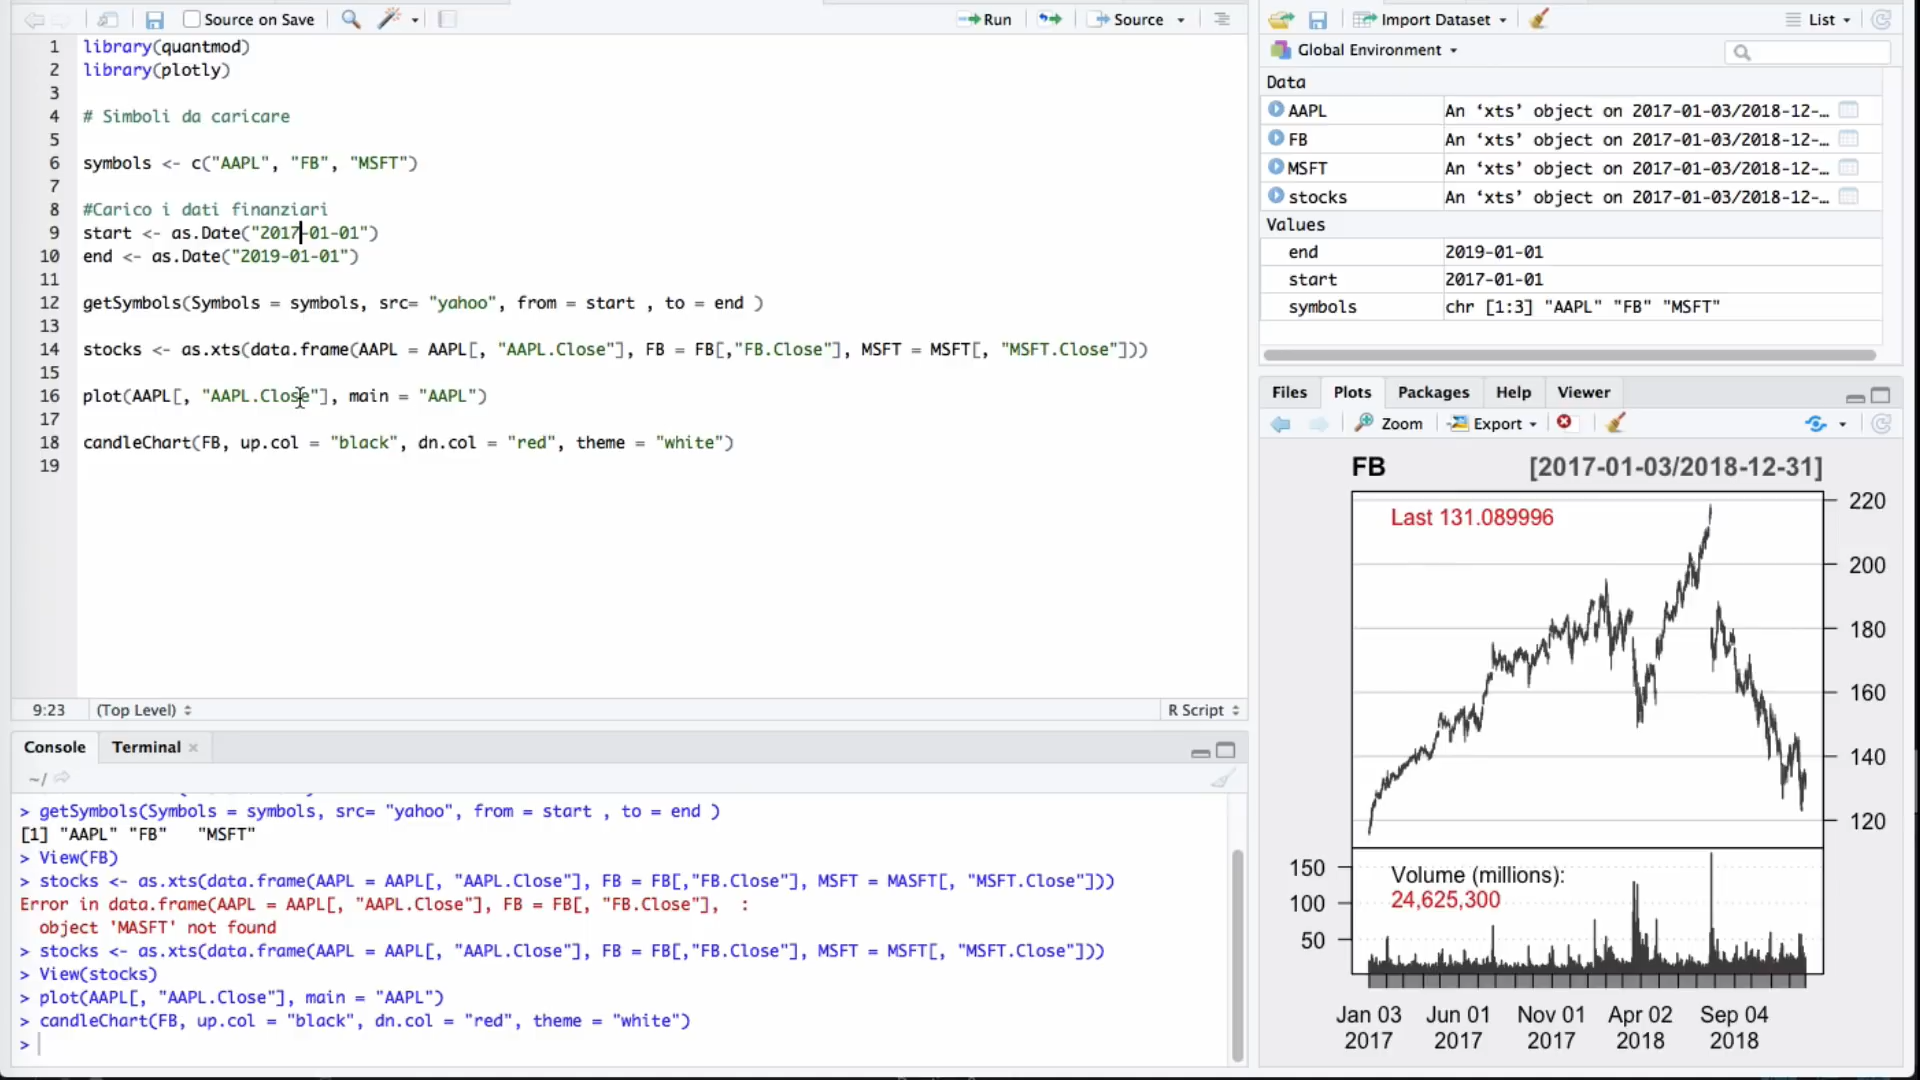 Source on Save
Run
Source
1 library(quantmod)
2 library(plotly)
3
4 # Simboli da caricare
5
6 symbols <- c("AAPL", "FB", "MSFT")
7
8 #Carico i dati finanziari
9 start <- as.Date("2017-01-01")
10 end <- as.Date("2019-01-01")
11
12 getSymbols(Symbols = symbols, src= "yahoo", from = start , to = end )
13
14 stocks <- as.xts(data.frame(AAPL = AAPL[, "AAPL.Close"], FB = FB[,"FB.Close"], MSFT = MSFT[, "MSFT.Close"]))
15
16 plot(AAPL[, "AAPL.Close"], main = "AAPL")
17
18 candleChart(FB, up.col = "black", dn.col = "red", theme = "white")
19
9:23 (Top Level) R Script
Console Terminal
~/
> getSymbols(Symbols = symbols, src= "yahoo", from = start , to = end )
[1] "AAPL" "FB" "MSFT"
> View(FB)
> stocks <- as.xts(data.frame(AAPL = AAPL[, "AAPL.Close"], FB = FB[,"FB.Close"], MSFT = MASFT[, "MSFT.Close"]))
Error in data.frame(AAPL = AAPL[, "AAPL.Close"], FB = FB[, "FB.Close"], :
object 'MASFT' not found
> stocks <- as.xts(data.frame(AAPL = AAPL[, "AAPL.Close"], FB = FB[,"FB.Close"], MSFT = MSFT[, "MSFT.Close"]))
> View(stocks)
> plot(AAPL[, "AAPL.Close"], main = "AAPL")
> candleChart(FB, up.col = "black", dn.col = "red", theme = "white")
>
Import Dataset List
Global Environment
Data
AAPL An ‘xts’ object on 2017-01-03/2018-12-…
FB An ‘xts’ object on 2017-01-03/2018-12-…
MSFT An ‘xts’ object on 2017-01-03/2018-12-…
stocks An ‘xts’ object on 2017-01-03/2018-12-…
Values
end 2019-01-01
start 2017-01-01
symbols chr [1:3] "AAPL" "FB" "MSFT"
Files Plots Packages Help Viewer
Zoom Export
FB [2017-01-03/2018-12-31]
Last 131.089996
220
200
180
160
140
120
Volume (millions):
24,625,300
150
100
50
Jan 03 Jun 01 Nov 01 Apr 02 Sep 04
2017 2017 2017 2018 2018